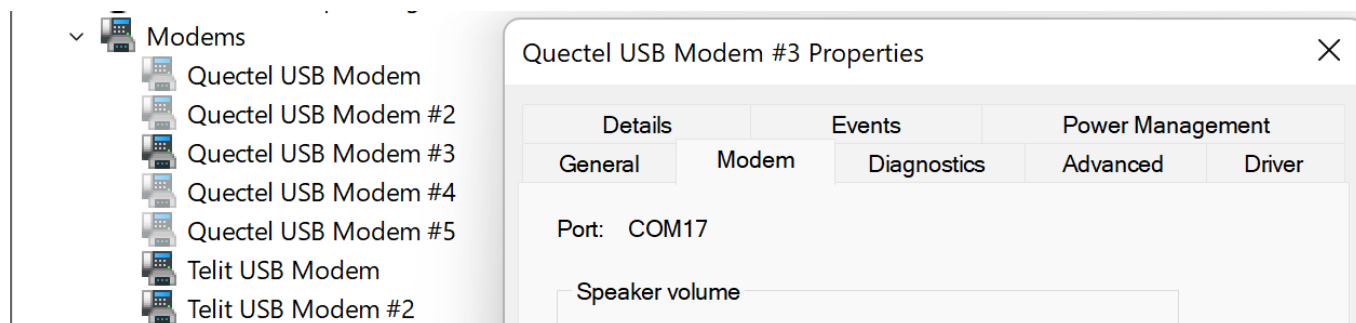 Modems
Quectel USB Modem
Quectel USB Modem #2
Quectel USB Modem #3
Quectel USB Modem #4
Quectel USB Modem #5
Telit USB Modem
Telit USB Modem #2
Quectel USB Modem #3 Properties
Details Events Power Management
General Modem Diagnostics Advanced Driver
Port: COM17
Speaker volume